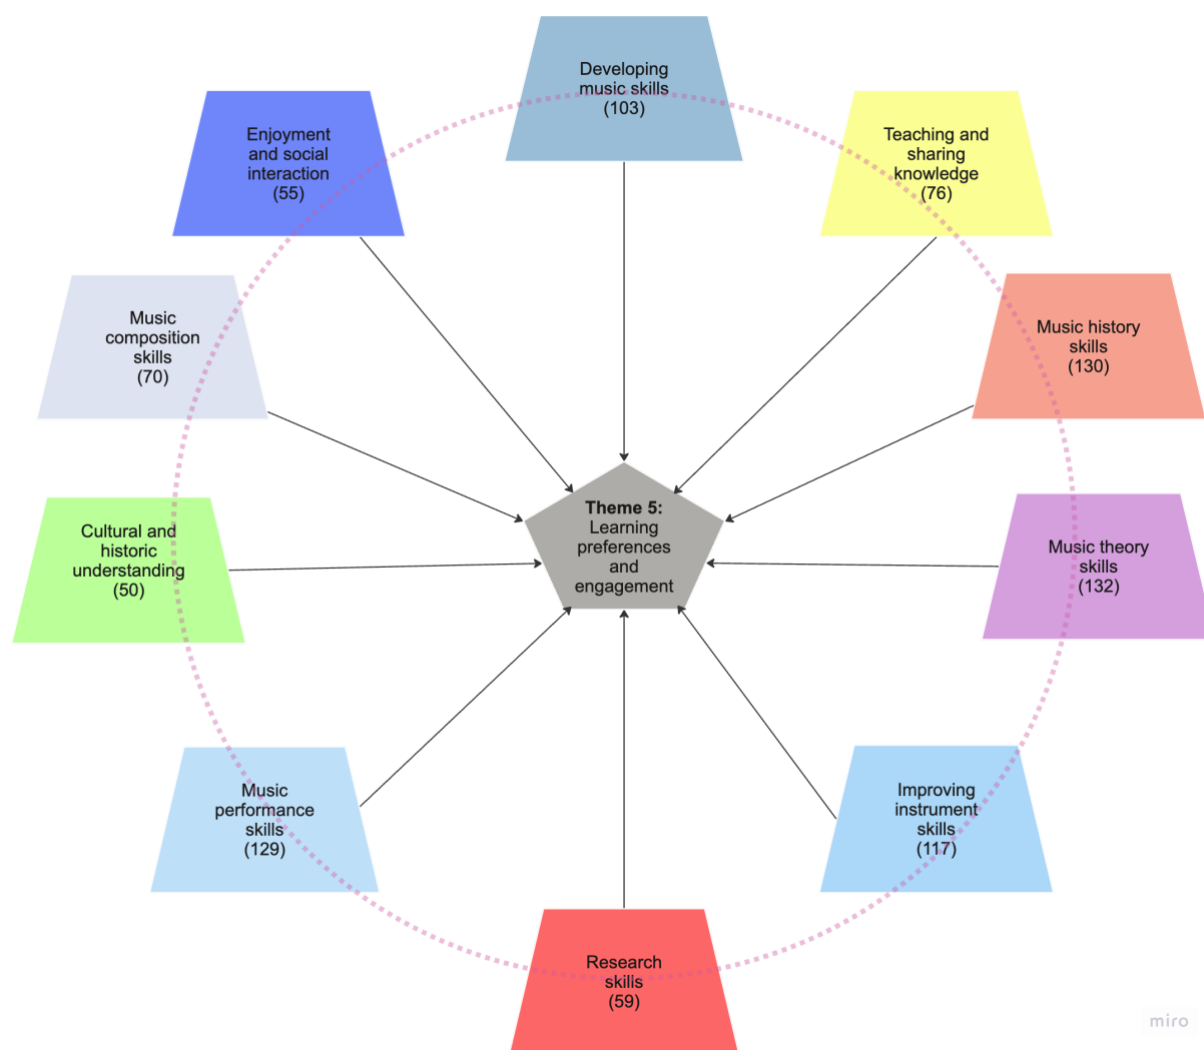 Developing
music skills
(103)
Enjoyment
and social
interaction
(55)
Teaching and
sharing
knowledge
(76)
Music
composition
skills
(70)
Music history
skills
(130)
Cultural and
historic
understanding
(50)
Theme 5:
Learning
preferences
and
engagement
Music theory
skills
(132)
Music
performance
skills
(129)
Improving
instrument
skills
(117)
Research
skills
(59)
miro